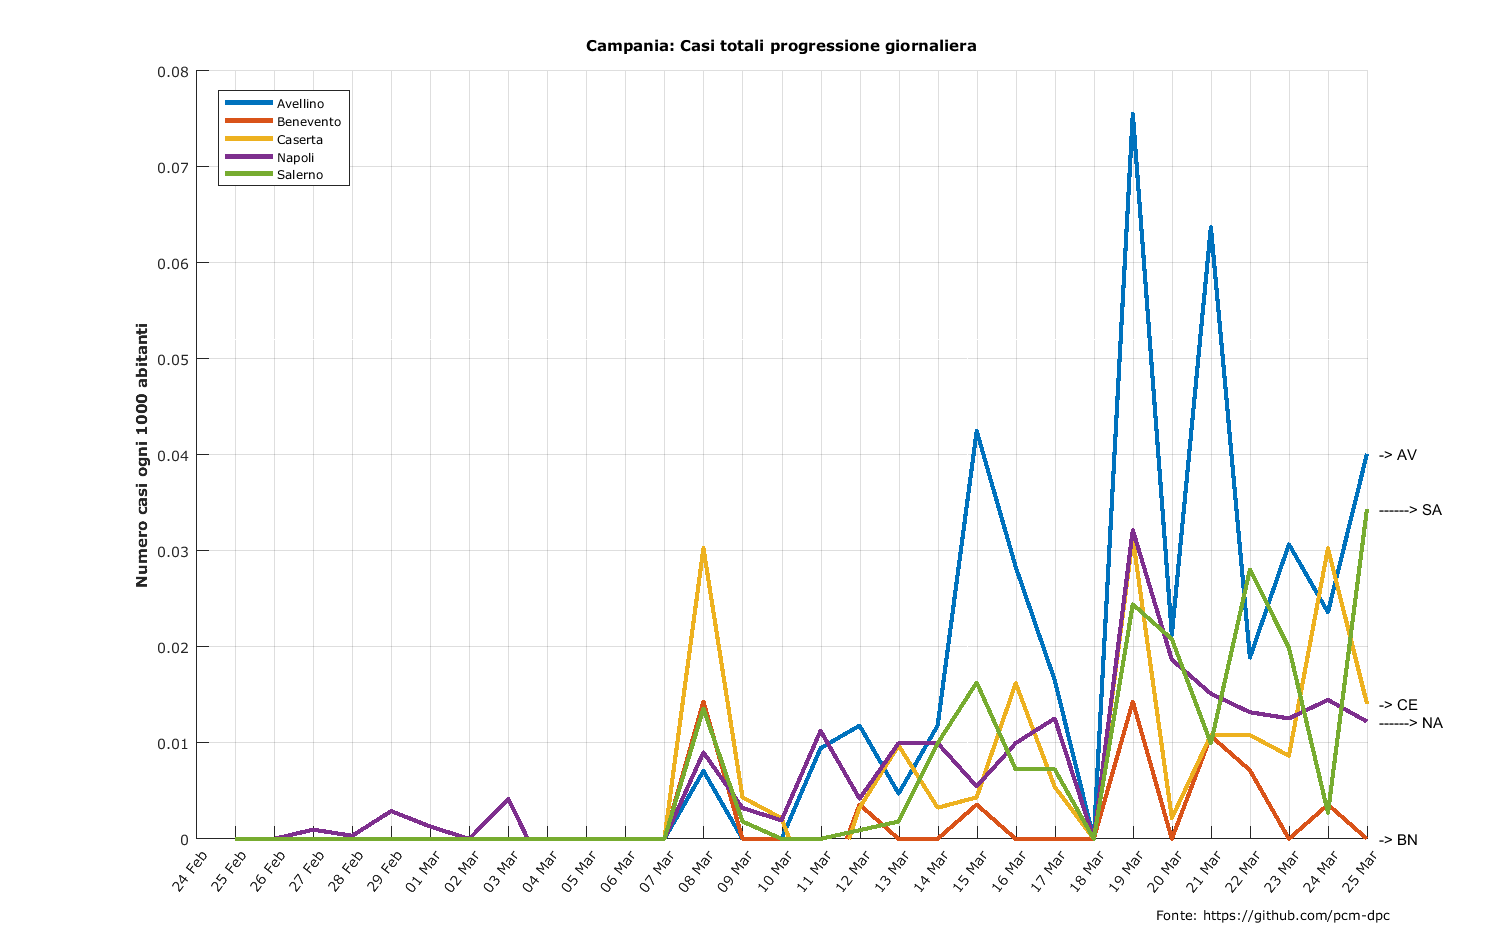 Campania: Casi totali progressione giornaliera
Numero casi ogni 1000 abitanti
0.08
0.07
0.06
0.05
0.04
0.03
0.02
0.01
0
Avellino
Benevento
Caserta
Napoli
Salerno
-> AV
------> SA
-> CE
------> NA
-> BN
24 Feb
25 Feb
26 Feb
27 Feb
28 Feb
29 Feb
01 Mar
02 Mar
03 Mar
04 Mar
05 Mar
06 Mar
07 Mar
08 Mar
09 Mar
10 Mar
11 Mar
12 Mar
13 Mar
14 Mar
15 Mar
16 Mar
17 Mar
18 Mar
19 Mar
20 Mar
21 Mar
22 Mar
23 Mar
24 Mar
25 Mar
Fonte: https://github.com/pcm-dpc